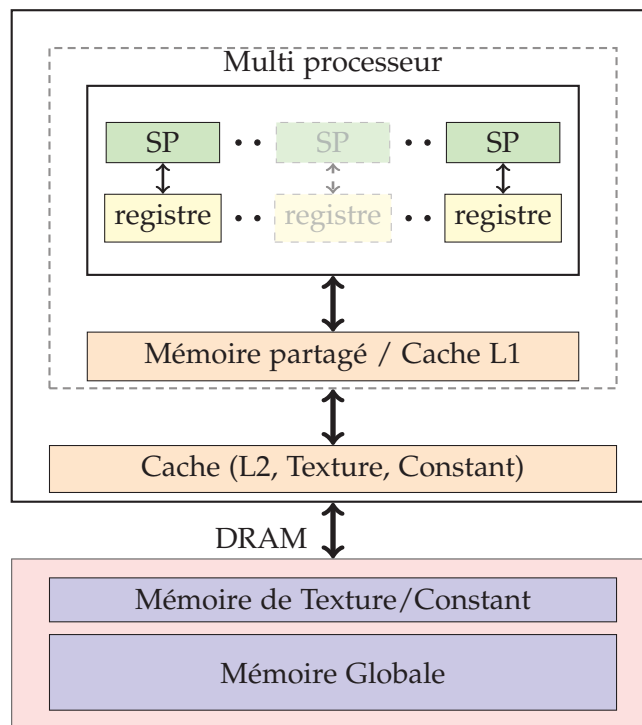 Multi processeur
SP • • SP • • SP
registre • • registre • • registre
Mémoire partagé / Cache L1
Cache (L2, Texture, Constant)
DRAM
Mémoire de Texture/Constant
Mémoire Globale